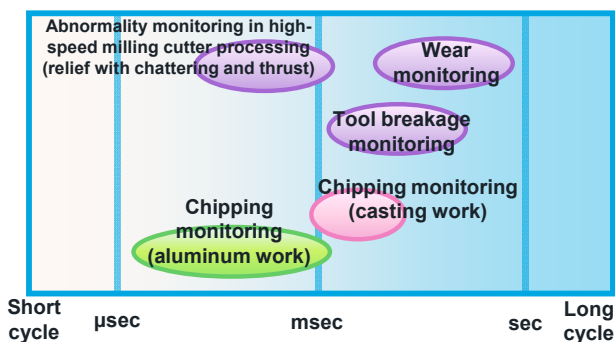 Abnormality monitoring in high-
speed milling cutter processing
(relief with chattering and thrust)
Wear
monitoring
Tool breakage
monitoring
Chipping monitoring
(casting work)
Chipping
monitoring
(aluminum work)
Short
cycle
μsec
msec
sec
Long
cycle